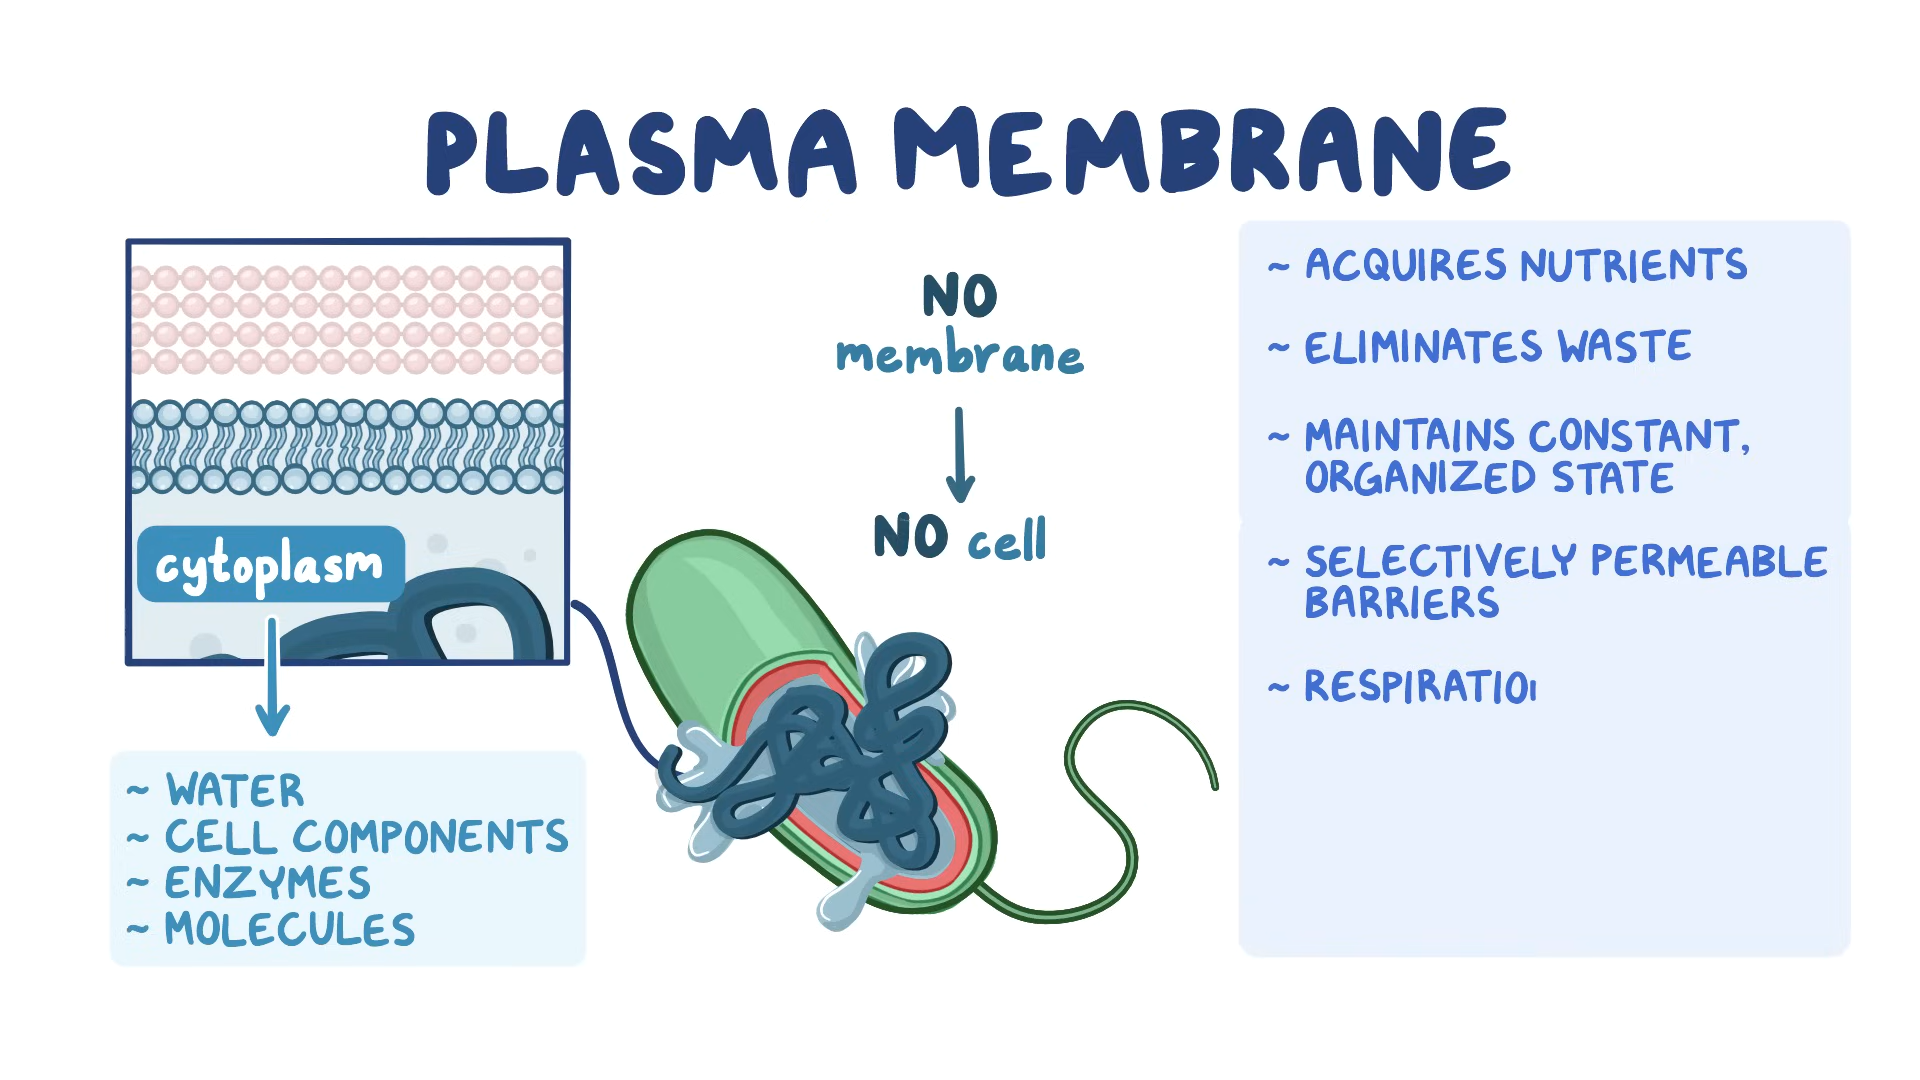 PLASMA MEMBRANE
cytoplasm
~ WATER
~ CELL COMPONENTS
~ ENZYMES
~ MOLECULES
NO
membrane
NO cell
~ ACQUIRES NUTRIENTS
~ ELIMINATES WASTE
~ MAINTAINS CONSTANT,
ORGANIZED STATE
~ SELECTIVELY PERMEABLE
BARRIERS
~ RESPIRATIO